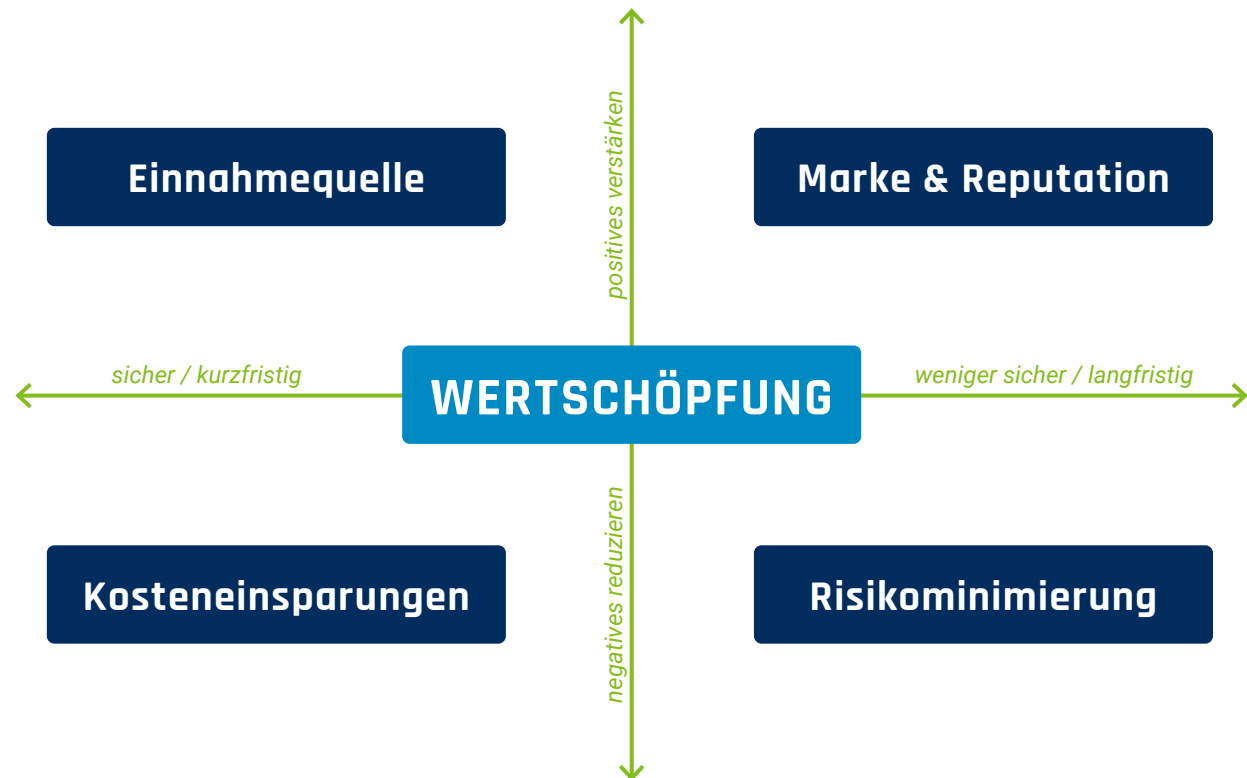 positives verstärken
Einnahmequelle
Marke & Reputation
sicher / kurzfristig
WERTSCHÖPFUNG
weniger sicher / langfristig
negatives reduzieren
Kosteneinsparungen
Risikominimierung